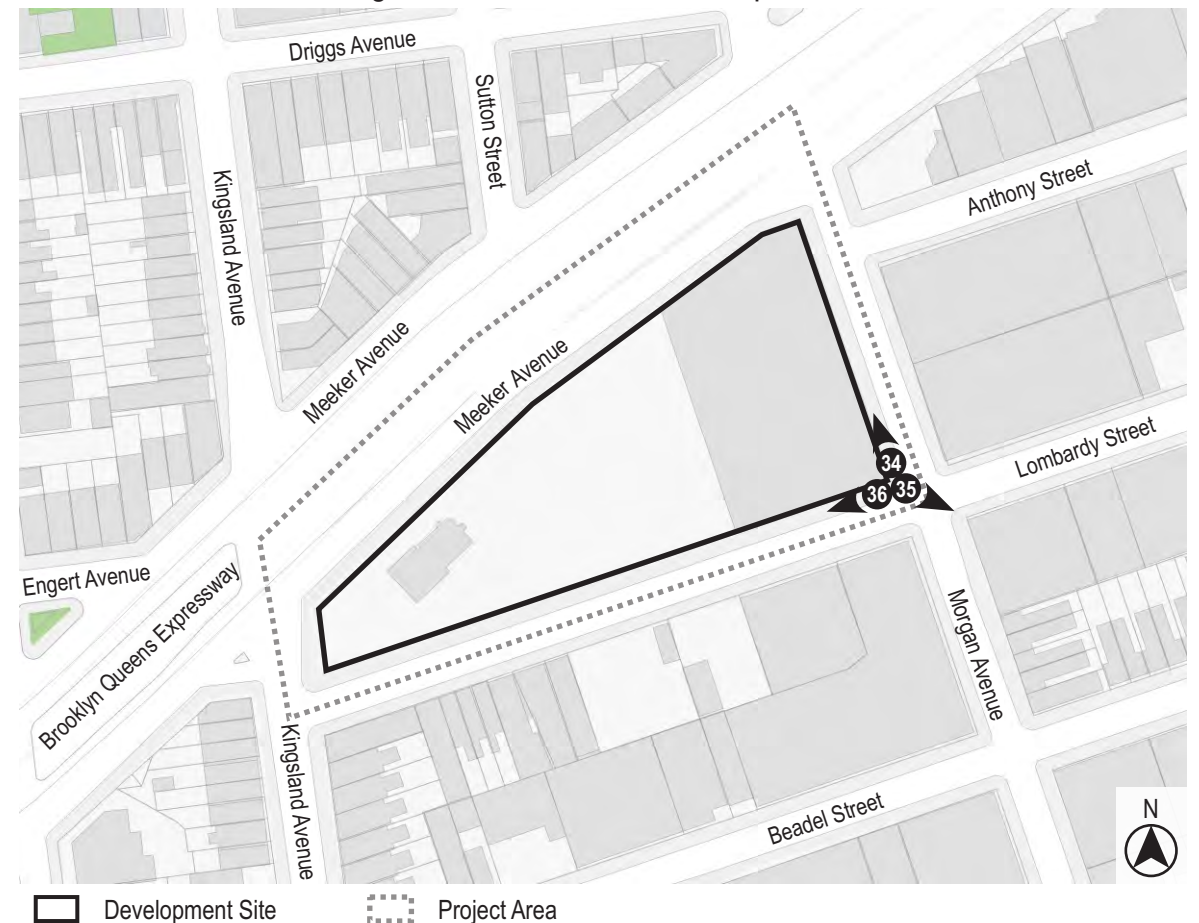 Driggs Avenue
Sutton Street
Kingsland Avenue
Anthony Street
Meeker Avenue
Meeker Avenue
Lombardy Street
34
36
35
Engert Avenue
Brooklyn Queens Expressway
Morgan Avenue
Kingsland Avenue
Beadel Street
N
Development Site
Project Area